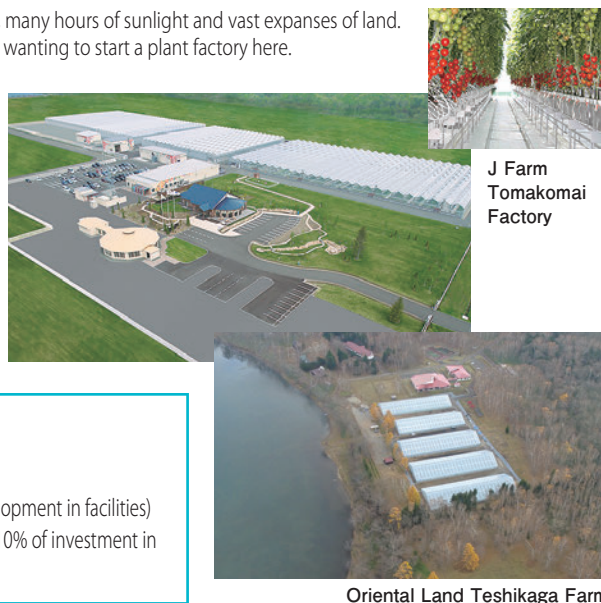 many hours of sunlight and vast expanses of land.
wanting to start a plant factory here.
J Farm
Tomakomai
Factory
opment in facilities)
0% of investment in
Oriental Land Teshikaga Farm